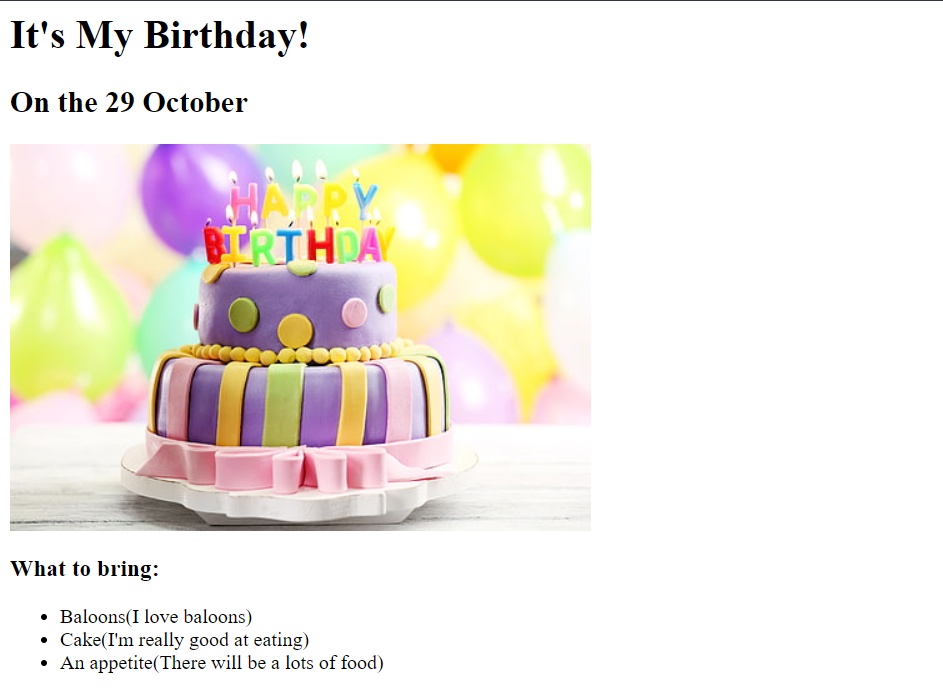 It's My Birthday!
On the 29 October
HAPPY
BIRTHDAY
What to bring:
Baloons(I love baloons)
Cake(I'm really good at eating)
An appetite(There will be a lots of food)